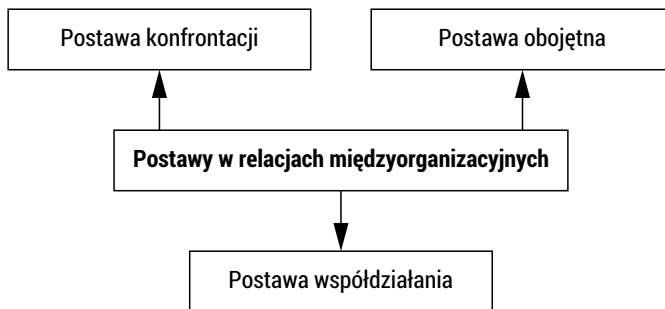 Postawa konfrontacji
Postawa obojętna
Postawy w relacjach międzyorganizacyjnych
Postawa współdziałania